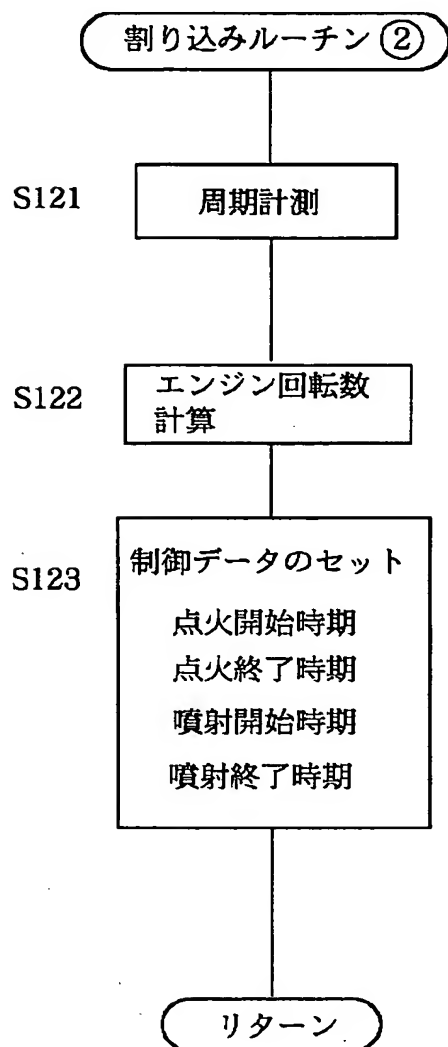 割り込みルーチン②
S121
周期計測
S122
エンジン回転数
計算
S123
制御データのセット
点火開始時期
点火終了時期
噴射開始時期
噴射終了時期
リターン